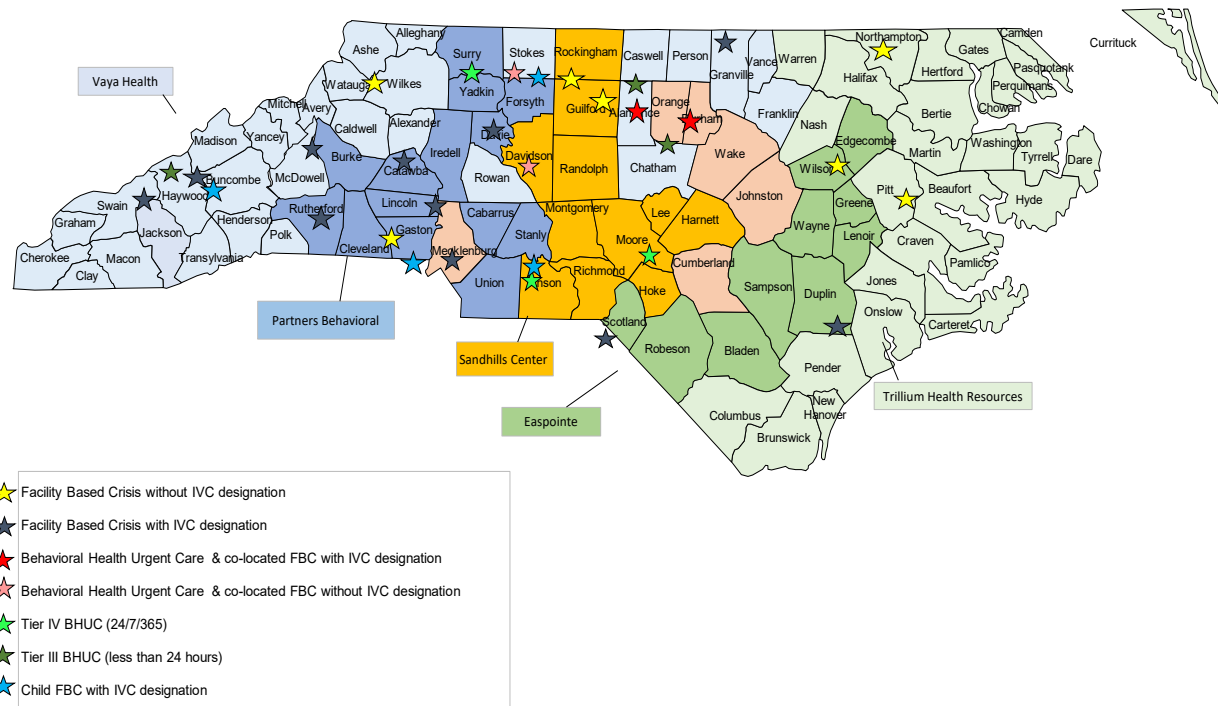 Alleghany
Ashe
Surry
Stokes
Rockingham
Caswell
Person
Vance
Granville
Warren
Northampton
Gates
Camden
Currituck
Pasquotank
Perquimans
Chowan
Hertford
Halifax
Bertie
Vaya Health
Watauga
Wilkes
Yadkin
Forsyth
Guilford
Alamance
Orange
Durham
Franklin
Nash
Edgecombe
Martin
Washington
Tyrrell
Dare
Mitchell
Avery
Caldwell
Alexander
Madison
Yancey
Burke
Iredell
Davie
Davidson
Randolph
Chatham
Wake
Wilson
Pitt
Beaufort
Hyde
McDowell
Catawba
Rowan
Johnston
Greene
Buncombe
Haywood
Swain
Graham
Jackson
Henderson
Rutherford
Lincoln
Cabarrus
Montgomery
Lee
Harnett
Wayne
Lenoir
Craven
Pamlico
Cherokee
Macon
Clay
Transylvania
Polk
Cleveland
Gaston
Mecklenburg
Stanly
Moore
Richmond
Cumberland
Sampson
Duplin
Jones
Onslow
Carteret
Union
Anson
Hoke
Scotland
Robeson
Bladen
Pender
Partners Behavioral
Sandhills Center
Easpointe
Columbus
Brunswick
New
Hanover
Trillium Health Resources
Facility Based Crisis without IVC designation
Facility Based Crisis with IVC designation
Behavioral Health Urgent Care & co-located FBC with IVC designation
Behavioral Health Urgent Care & co-located FBC without IVC designation
Tier IV BHUC (24/7/365)
Tier III BHUC (less than 24 hours)
Child FBC with IVC designation